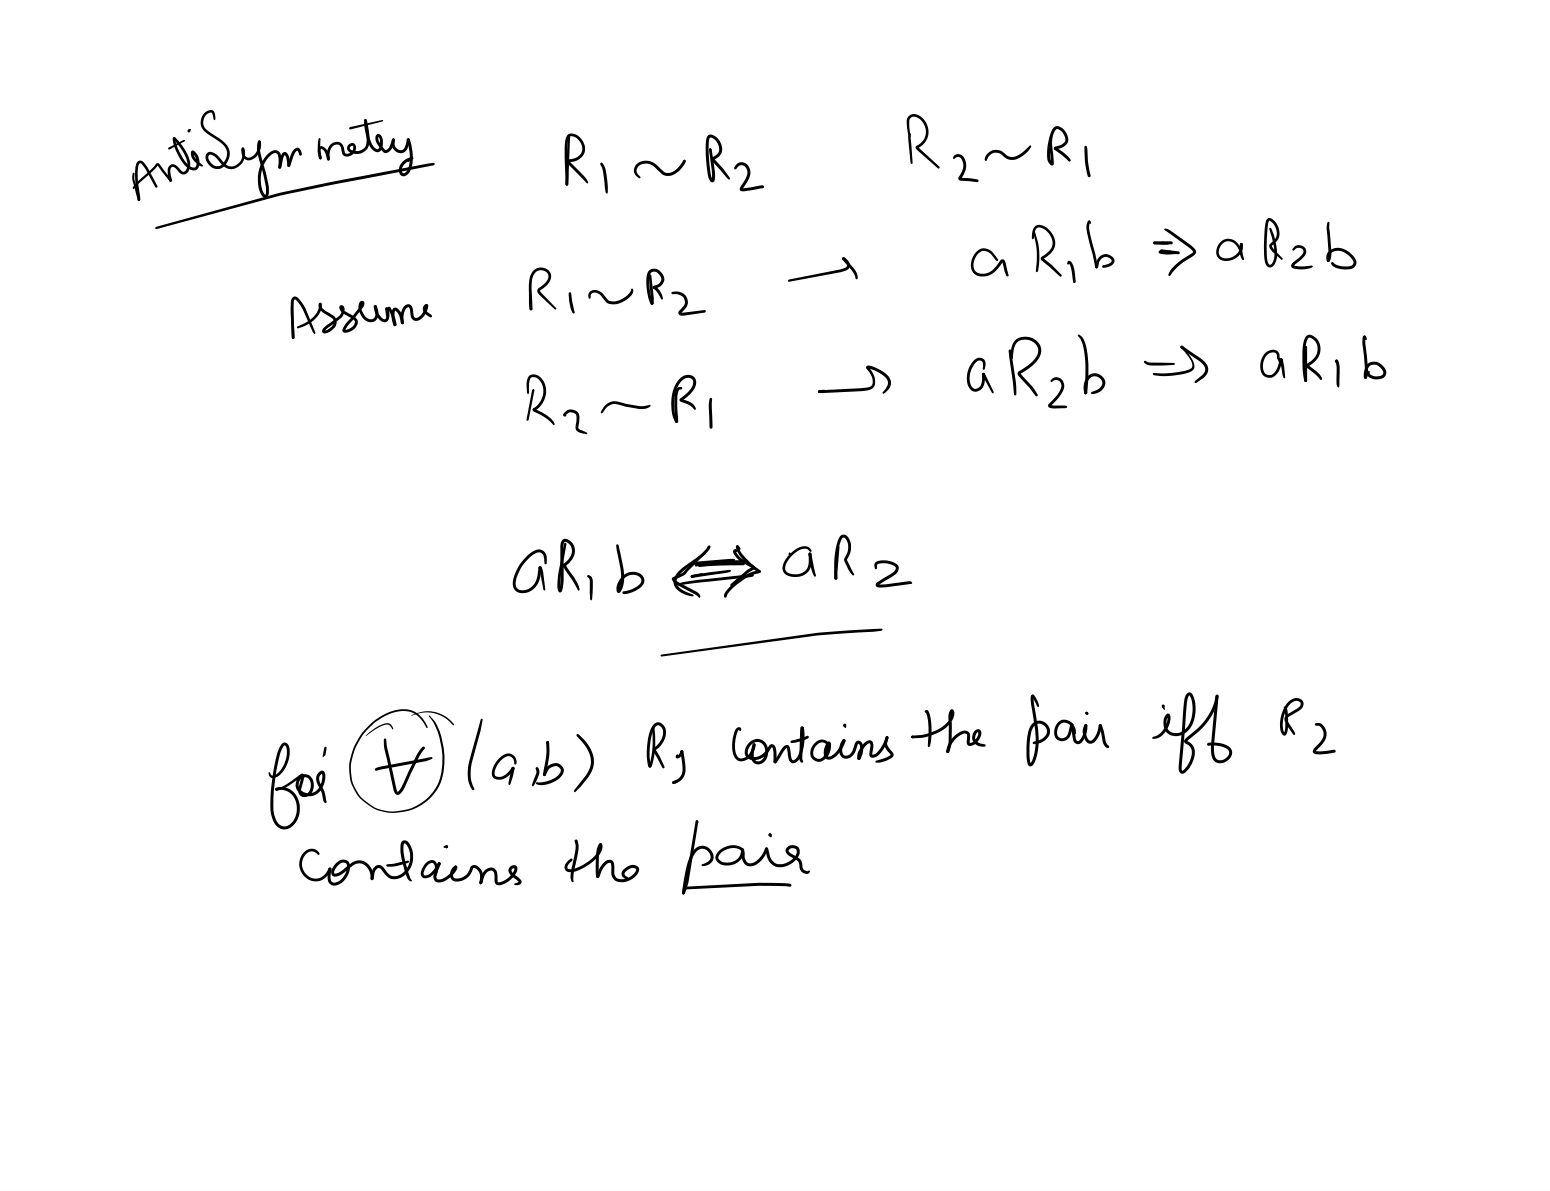 AntiSymmetry R₁ ~ R₂ R₂ ~ R₁
Assume R₁ ~ R₂ → a R₁ b ⇒ a R₂ b
R₂ ~ R₁ → a R₂ b ⇒ a R₁ b
a R₁ b ⇔ a R₂
for ∀ (a,b) R₁ contains the pair iff R₂
contains the pair